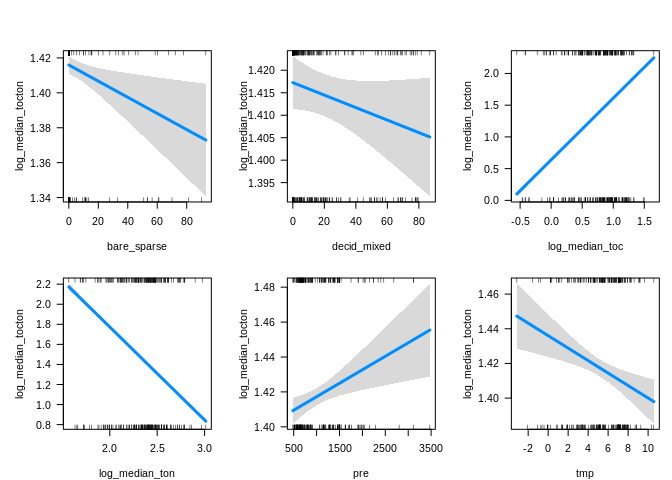 log_median_tocton
1.42
1.40
1.38
1.36
1.34
0 20 40 60 80
bare_sparse
log_median_tocton
1.420
1.415
1.410
1.405
1.400
1.395
0 20 40 60 80
decid_mixed
log_median_tocton
2.0
1.5
1.0
0.5
0.0
-0.5 0.0 0.5 1.0 1.5
log_median_toc
log_median_tocton
2.2
2.0
1.8
1.6
1.4
1.2
1.0
0.8
2.0 2.5 3.0
log_median_ton
log_median_tocton
1.48
1.46
1.44
1.42
1.40
500 1500 2500 3500
pre
log_median_tocton
1.46
1.44
1.42
1.40
-2 0 2 4 6 8 10
tmp